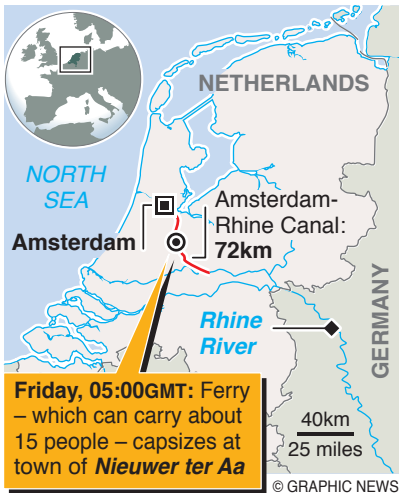 NETHERLANDS
NORTH
SEA
Amsterdam-
Rhine Canal:
72km
Amsterdam
Rhine
River
GERMANY
Friday, 05:00GMT: Ferry
– which can carry about
15 people – capsizes at
town of Nieuwer ter Aa
40km
25 miles
© GRAPHIC NEWS